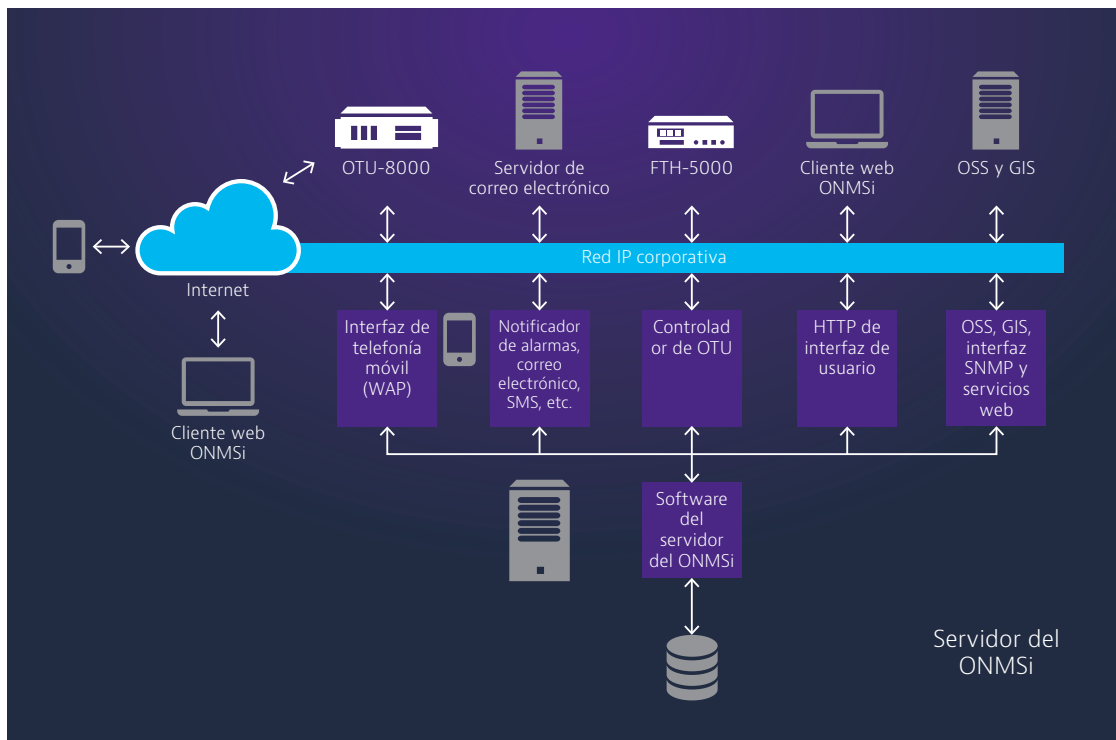 OTU-8000
Servidor de
correo electrónico
FTH-5000
Cliente web
ONMSi
OSS y GIS
Red IP corporativa
Internet
Cliente web
ONMSi
Interfaz de
telefonía
móvil
(WAP)
Notificador
de alarmas,
correo
electrónico,
SMS, etc.
Controlad
or de OTU
HTTP de
interfaz de
usuario
OSS, GIS,
interfaz
SNMP y
servicios
web
Software
del
servidor
del ONMSi
Servidor del
ONMSi